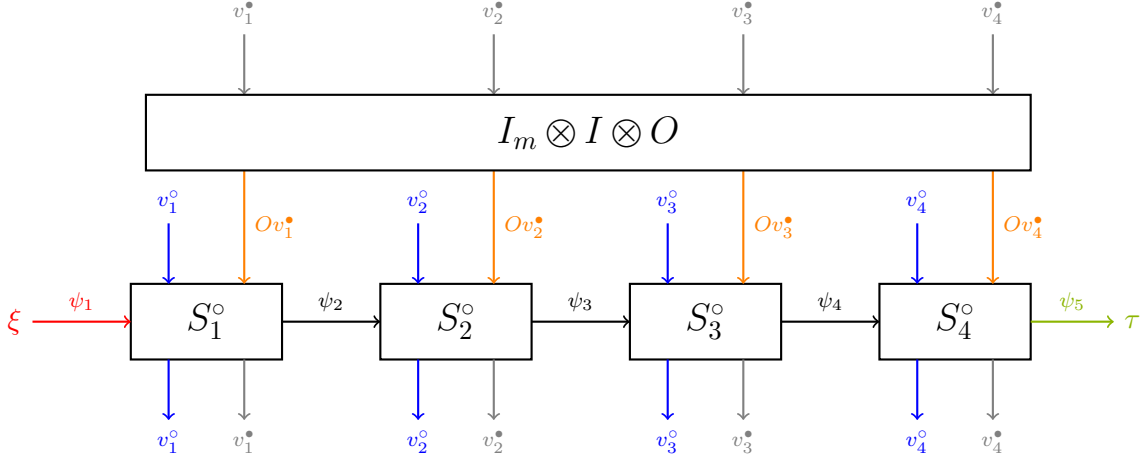 v₁• v₂• v₃• v₄•
I_m ⊗ I ⊗ O
v₁° v₂° v₃° v₄°
Ov₁• Ov₂• Ov₃• Ov₄•
ψ₁ ψ₂ ψ₃ ψ₄ ψ₅
ξ S₁° S₂° S₃° S₄° τ
v₁° v₁• v₂° v₂• v₃° v₃• v₄° v₄•